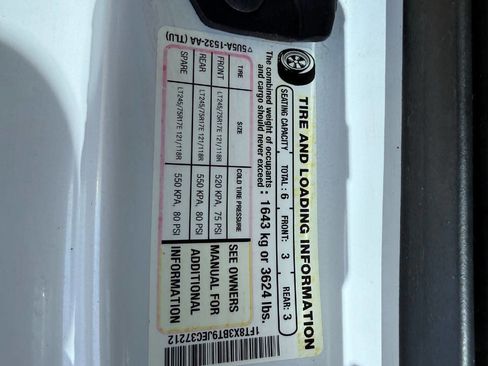 TIRE AND LOADING INFORMATION
SEATING CAPACITY TOTAL: 6 FRONT: 3 REAR: 3
The combined weight of occupants and cargo should never exceed : 1643 kg or 3624 lbs.
TIRE SIZE COLD TIRE PRESSURE
FRONT LT245/75R17E 121/118R 520 KPA, 75 PSI
REAR LT245/75R17E 121/118R 550 KPA, 80 PSI
SPARE LT245/75R17E 121/118R 550 KPA, 80 PSI
SEE OWNERS
MANUAL FOR
ADDITIONAL
INFORMATION
5U5A-1532-AA (TLU)
1FT8X3BT9JEC37212